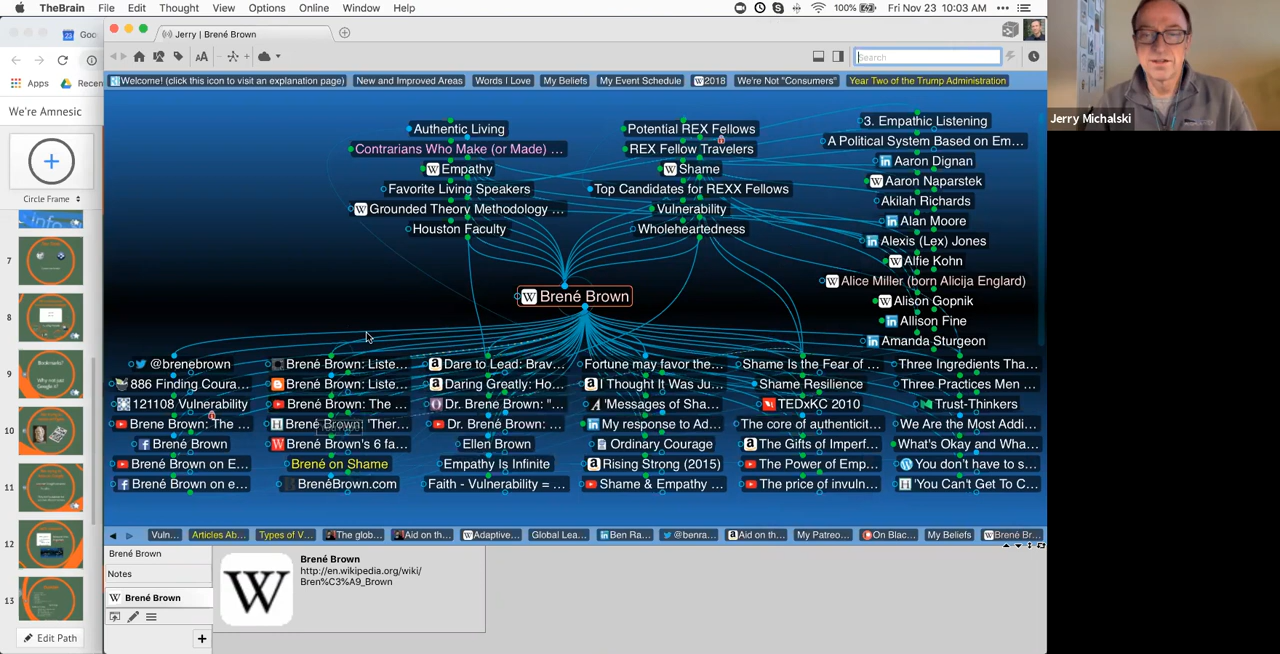 TheBrain File Edit Thought View Options Online Window Help 100% Fri Nov 23 10:03 AM
Goo
Jerry | Brené Brown
Apps Recen
AA Search
Welcome! (click this icon to visit an explanation page) New and Improved Areas Words I Love My Beliefs My Event Schedule 2018 We're Not "Consumers" Year Two of the Trump Administration
We're Amnesic
Jerry Michalski
Circle Frame
Authentic Living
Contrarians Who Make (or Made) ...
Empathy
Favorite Living Speakers
Grounded Theory Methodology ...
Houston Faculty
Potential REX Fellows
REX Fellow Travelers
Shame
Top Candidates for REXX Fellows
Vulnerability
Wholeheartedness
3. Empathic Listening
A Political System Based on Em...
Aaron Dignan
Aaron Naparstek
Akilah Richards
Alan Moore
Alexis (Lex) Jones
Alfie Kohn
Alice Miller (born Alicija Englard)
Alison Gopnik
Allison Fine
Amanda Sturgeon
Brené Brown
@brenebrown
886 Finding Coura...
121108 Vulnerability
Brene Brown: The ...
Brené Brown
Brené Brown on E...
Brené Brown on e...
Brené Brown: Liste...
Brené Brown: Liste...
Brené Brown: The ...
Brené Brown, 'Ther...
Brené Brown's 6 fa...
Brené on Shame
BrenéBrown.com
Dare to Lead: Brav...
Daring Greatly: Ho...
Dr. Brene Brown: "...
Dr. Brené Brown: ...
Ellen Brown
Empathy Is Infinite
Faith - Vulnerability = ...
Fortune may favor the...
I Thought It Was Ju...
'Messages of Sha...
My response to Ad...
Ordinary Courage
Rising Strong (2015)
Shame & Empathy ...
Shame Is the Fear of ...
Shame Resilience
TEDxKC 2010
The core of authenticit...
The Gifts of Imperf...
The Power of Emp...
The price of invuln...
Three Ingredients Tha...
Three Practices Men ...
Trust-Thinkers
We Are the Most Addi...
What's Okay and Wha...
You don't have to s...
'You Can't Get To C...
7
8
9
10
11
12
13
Edit Path
Vuln... Articles Ab... Types of V... The glob... Aid on th... Adaptive... Global Lea... Ben Ra... @benra... Aid on th... My Patreo... On Blac... My Beliefs Brené Br...
Brené Brown
Notes
Brené Brown
Brené Brown
http://en.wikipedia.org/wiki/
Bren%C3%A9_Brown